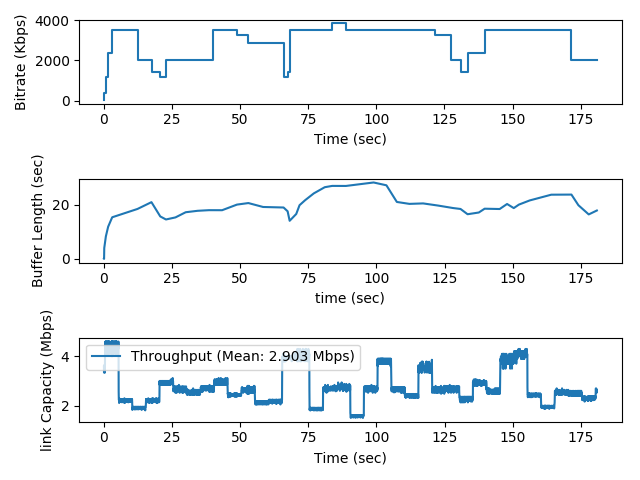 Bitrate (Kbps)
4000
2000
0
0 25 50 75 100 125 150 175
Time (sec)
Buffer Length (sec)
20
0
0 25 50 75 100 125 150 175
time (sec)
link Capacity (Mbps)
4
2
Throughput (Mean: 2.903 Mbps)
0 25 50 75 100 125 150 175
Time (sec)